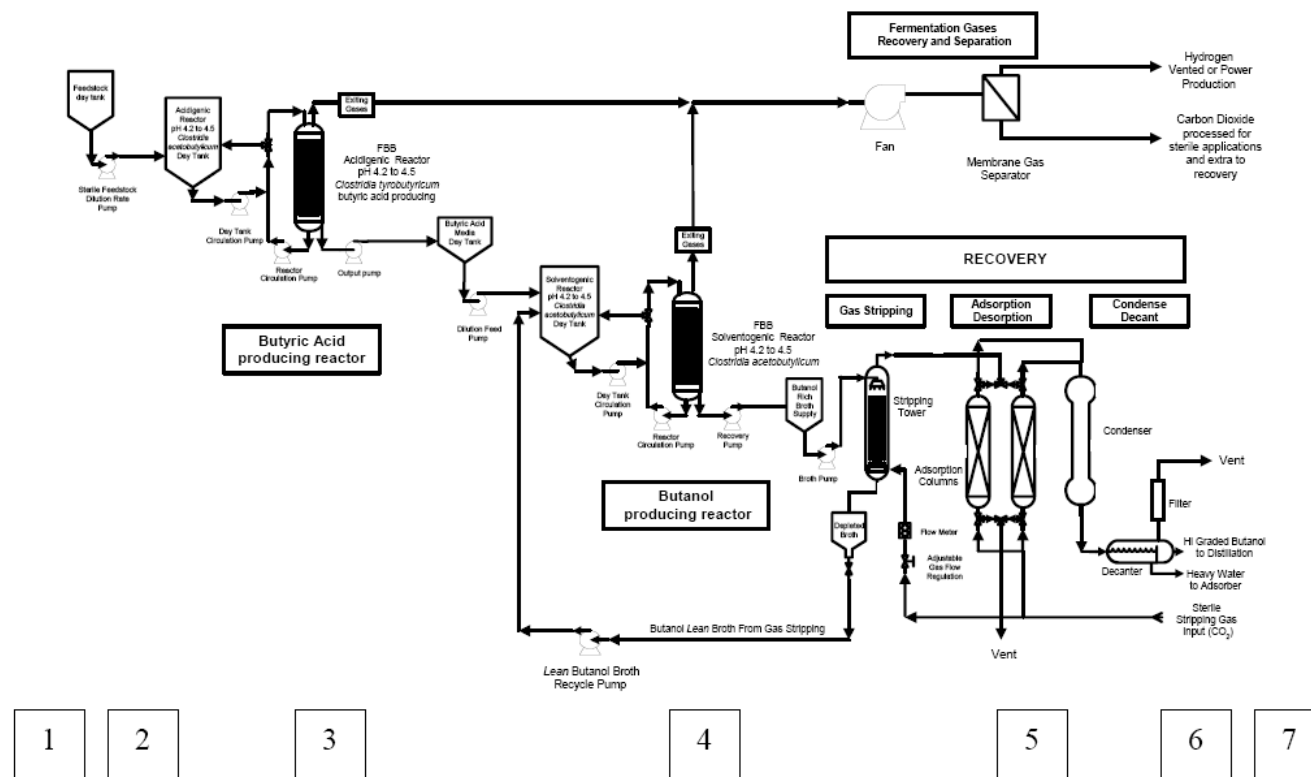 Fermentation Gases
Recovery and Separation
Hydrogen
Vented or Power
Production
Carbon Dioxide
processed for
sterile applications
and extra to
recovery
Fan
Membrane Gas
Separator
Feedstock
day tank
Acidigenic
Reactor
pH 4.2 to 4.5
Clostridia
acetobutylicum
Day Tank
Sterile Feedstock
Dilution Rate
Pump
Exiting
Gases
FBB
Acidigenic Reactor
pH 4.2 to 4.5
Clostridia tyrobutyricum
butyric acid producing
Day Tank
Circulation Pump
Reactor
Circulation Pump
Output pump
Butyric Acid
Media
Day Tank
Dilution Feed
Pump
Butyric Acid
producing reactor
Solventogenic
Reactor
pH 4.2 to 4.5
Clostridia
acetobutylicum
Day Tank
Exiting
Gases
FBB
Solventogenic Reactor
pH 4.2 to 4.5
Clostridia acetobutylicum
Day Tank
Circulation
Pump
Reactor
Circulation Pump
Recovery
Pump
Butanol
Rich
Broth
Supply
Broth Pump
Butanol
producing reactor
RECOVERY
Gas Stripping
Adsorption
Desorption
Condense
Decant
Stripping
Tower
Adsorption
Columns
Condenser
Vent
Filter
Hi Graded Butanol
to Distillation
Decanter
Heavy Water
to Adsorber
Depleted
Broth
Flow Meter
Adjustable
Gas Flow
Regulation
Sterile
Stripping Gas
Input (CO₂)
Vent
Butanol Lean Broth From Gas Stripping
Lean Butanol Broth
Recycle Pump
1 2 3 4 5 6 7